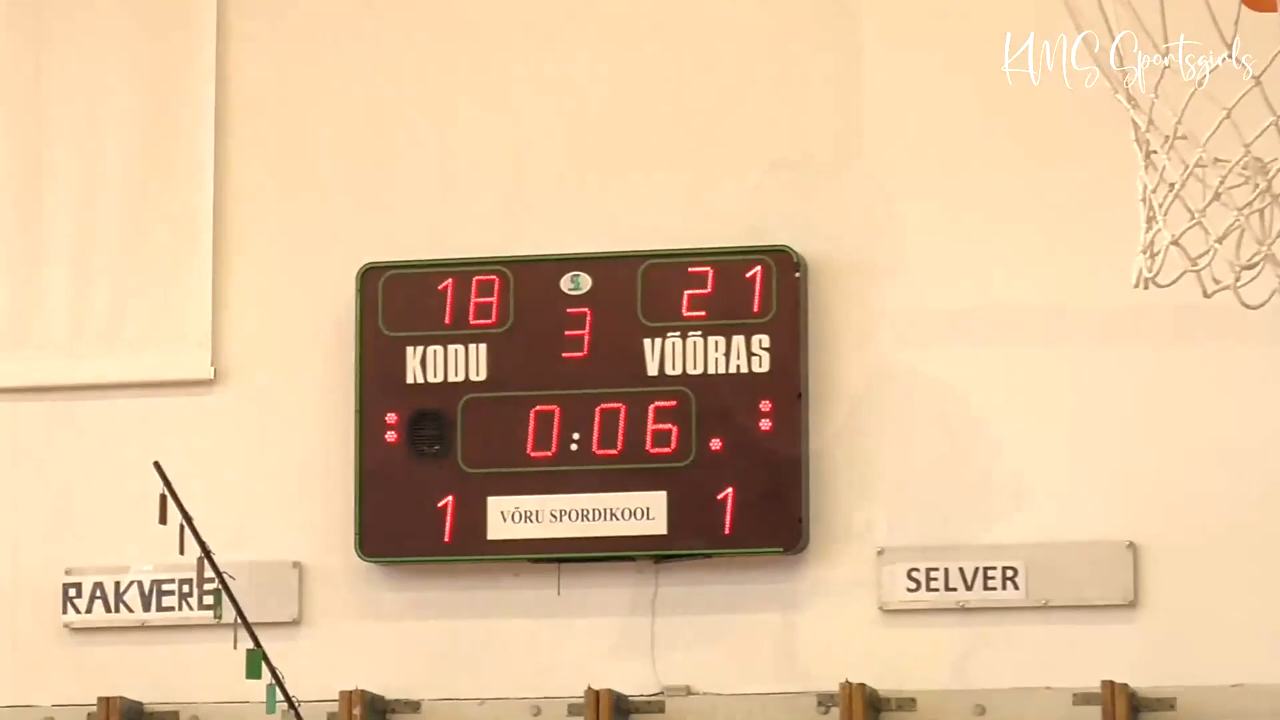 KMS Sportsgirls
18 3 21
KODU VÕÕRAS
0:06.
1 VÕRU SPORDIKOOL 1
RAKVERE SELVER